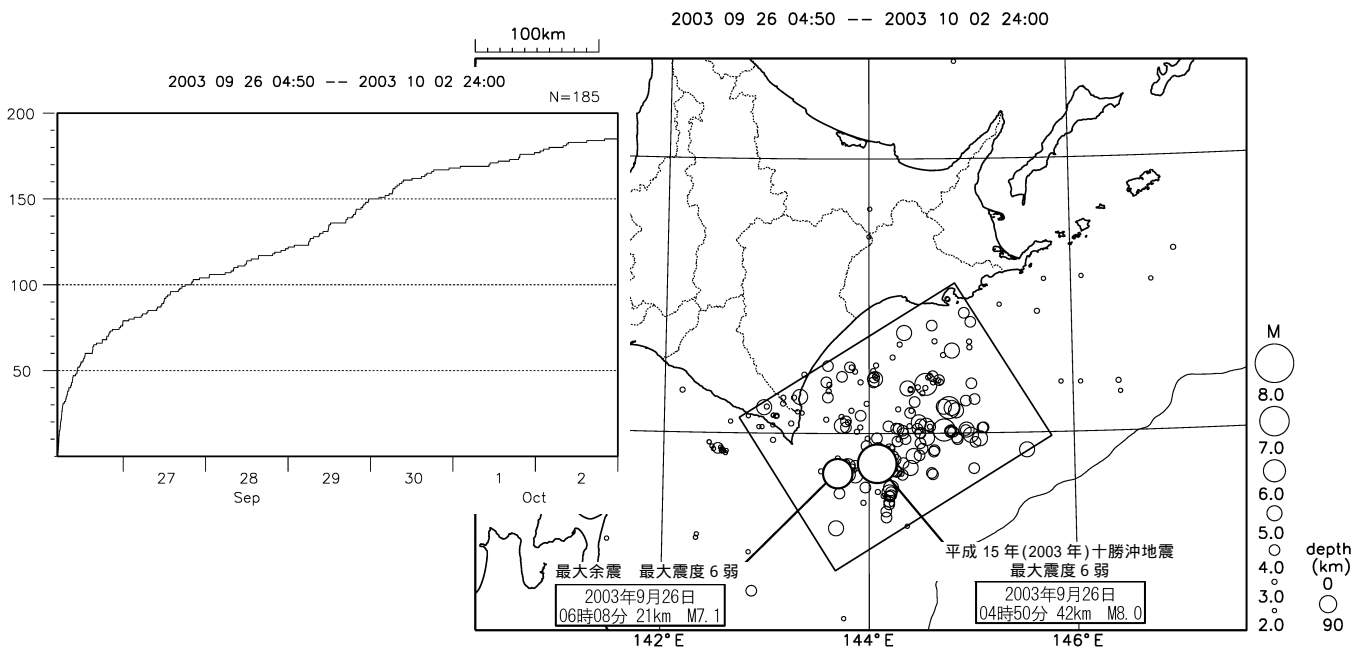 2003 09 26 04:50 -- 2003 10 02 24:00
100km
2003 09 26 04:50 -- 2003 10 02 24:00
N=185
200
150
100
50
27
28
29
30
1
2
Sep
Oct
M
8.0
7.0
6.0
5.0
4.0
3.0
2.0
depth
(km)
0
90
平成15年(2003年)十勝沖地震
最大震度6弱
2003年9月26日
04時50分 42km M8.0
最大余震 最大震度6弱
2003年9月26日
06時08分 21km M7.1
142°E
144°E
146°E